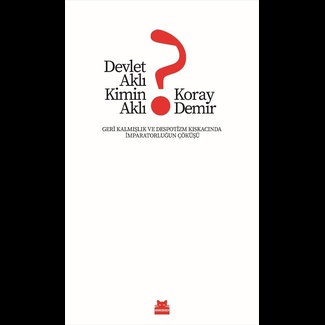 Devlet
Aklı
Kimin
Aklı
?
Koray
Demir
GERİ KALMIŞLIK VE DESPOTİZM KISKACINDA
İMPARATORLUĞUN ÇÖKÜŞÜ